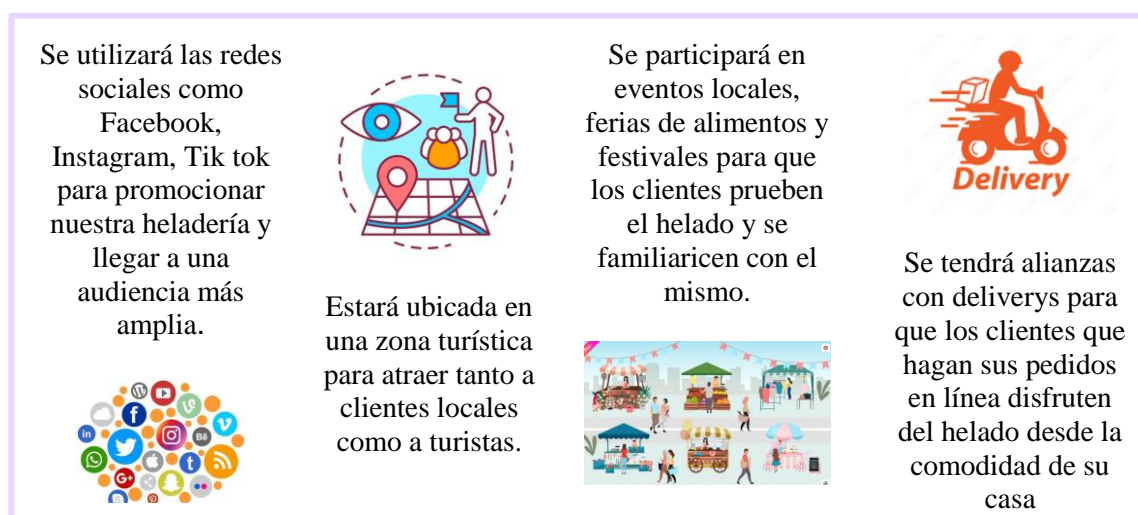 Se utilizará las redes
sociales como
Facebook,
Instagram, Tik tok
para promocionar
nuestra heladería y
llegar a una
audiencia más
amplia.
Estará ubicada en
una zona turística
para atraer tanto a
clientes locales
como a turistas.
Se participará en
eventos locales,
ferias de alimentos y
festivales para que
los clientes prueben
el helado y se
familiaricen con el
mismo.
Delivery
Se tendrá alianzas
con deliverys para
que los clientes que
hagan sus pedidos
en línea disfruten
del helado desde la
comodidad de su
casa